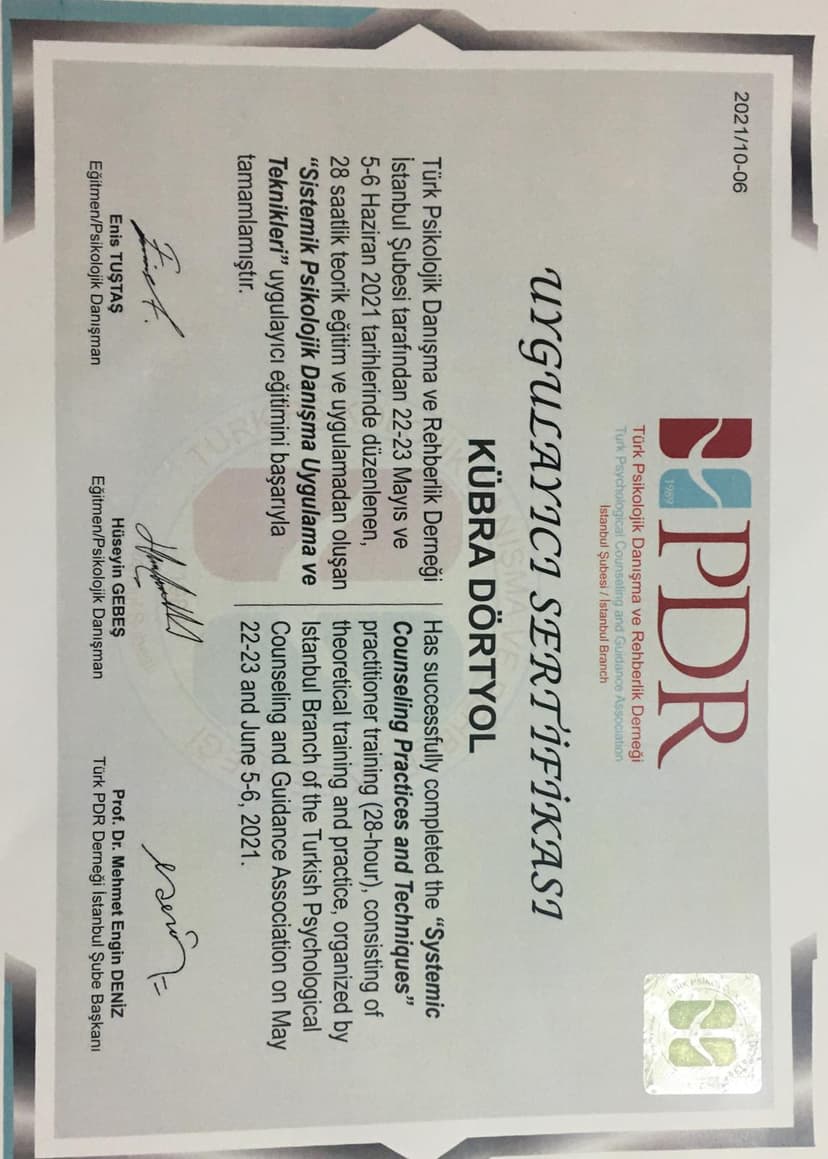 2021/10-06
1989
PDR
Türk Psikolojik Danışma ve Rehberlik Derneği
Turk Psychological Counseling and Guidance Association
İstanbul Şubesi / Istanbul Branch
UYGULAYICI SERTİFİKASI
KÜBRA DÖRTYOL
Türk Psikolojik Danışma ve Rehberlik Derneği
İstanbul Şubesi tarafından 22-23 Mayıs ve
5-6 Haziran 2021 tarihlerinde düzenlenen,
28 saatlik teorik eğitim ve uygulamadan oluşan
“Sistemik Psikolojik Danışma Uygulama ve
Teknikleri” uygulayıcı eğitimini başarıyla
tamamlamıştır.
Has successfully completed the “Systemic
Counseling Practices and Techniques”
practitioner training (28-hour), consisting of
theoretical training and practice, organized by
Istanbul Branch of the Turkish Psychological
Counseling and Guidance Association on May
22-23 and June 5-6, 2021.
Enis TUŞTAŞ
Eğitmen/Psikolojik Danışman
Hüseyin GEBEŞ
Eğitmen/Psikolojik Danışman
Prof. Dr. Mehmet Engin DENİZ
Türk PDR Derneği İstanbul Şube Başkanı